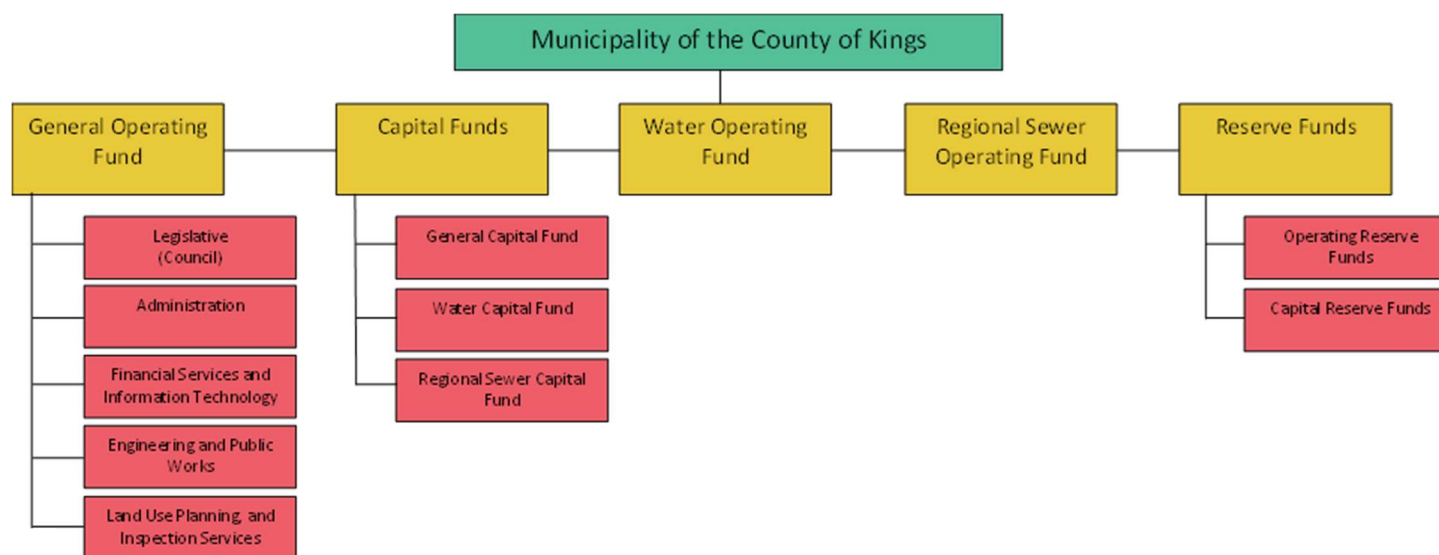 Municipality of the County of Kings
General Operating
Fund
Capital Funds
Water Operating
Fund
Regional Sewer
Operating Fund
Reserve Funds
Legislative
(Council)
Administration
Financial Services and
Information Technology
Engineering and Public
Works
Land Use Planning, and
Inspection Services
General Capital Fund
Water Capital Fund
Regional Sewer Capital
Fund
Operating Reserve
Funds
Capital Reserve Funds